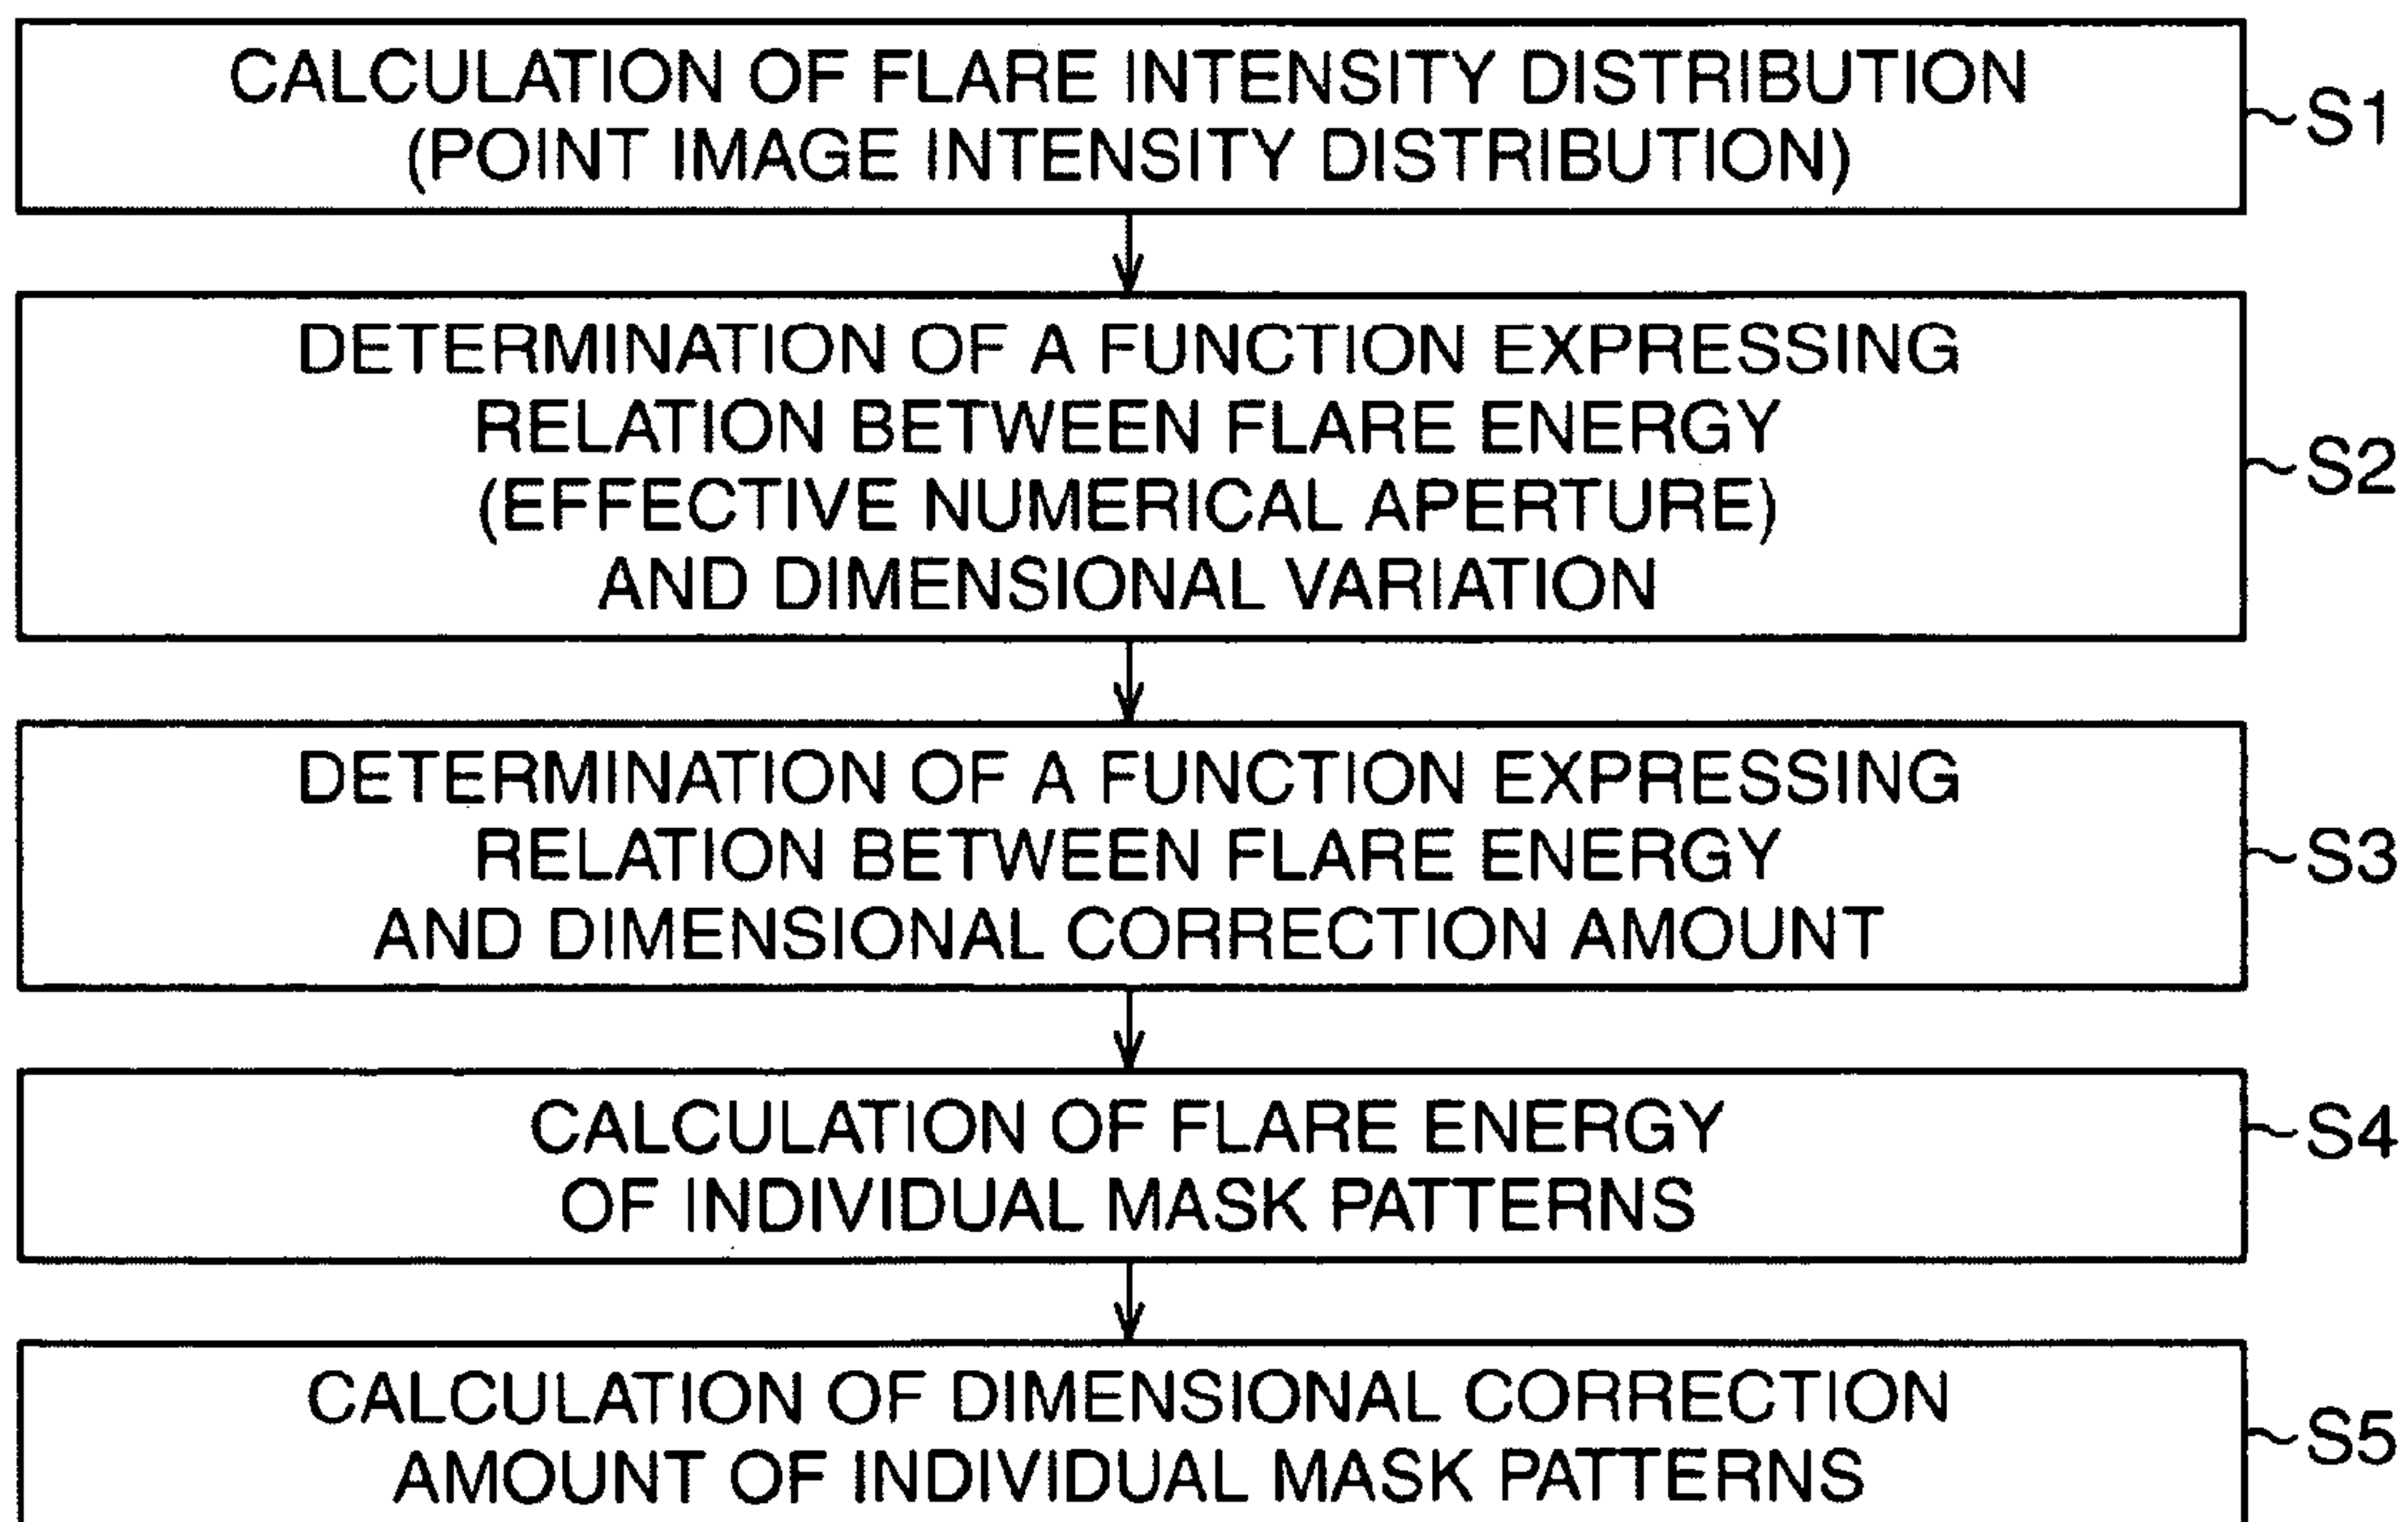 CALCULATION OF FLARE INTENSITY DISTRIBUTION
(POINT IMAGE INTENSITY DISTRIBUTION)
S1
DETERMINATION OF A FUNCTION EXPRESSING
RELATION BETWEEN FLARE ENERGY
(EFFECTIVE NUMERICAL APERTURE)
AND DIMENSIONAL VARIATION
S2
DETERMINATION OF A FUNCTION EXPRESSING
RELATION BETWEEN FLARE ENERGY
AND DIMENSIONAL CORRECTION AMOUNT
S3
CALCULATION OF FLARE ENERGY
OF INDIVIDUAL MASK PATTERNS
S4
CALCULATION OF DIMENSIONAL CORRECTION
AMOUNT OF INDIVIDUAL MASK PATTERNS
S5